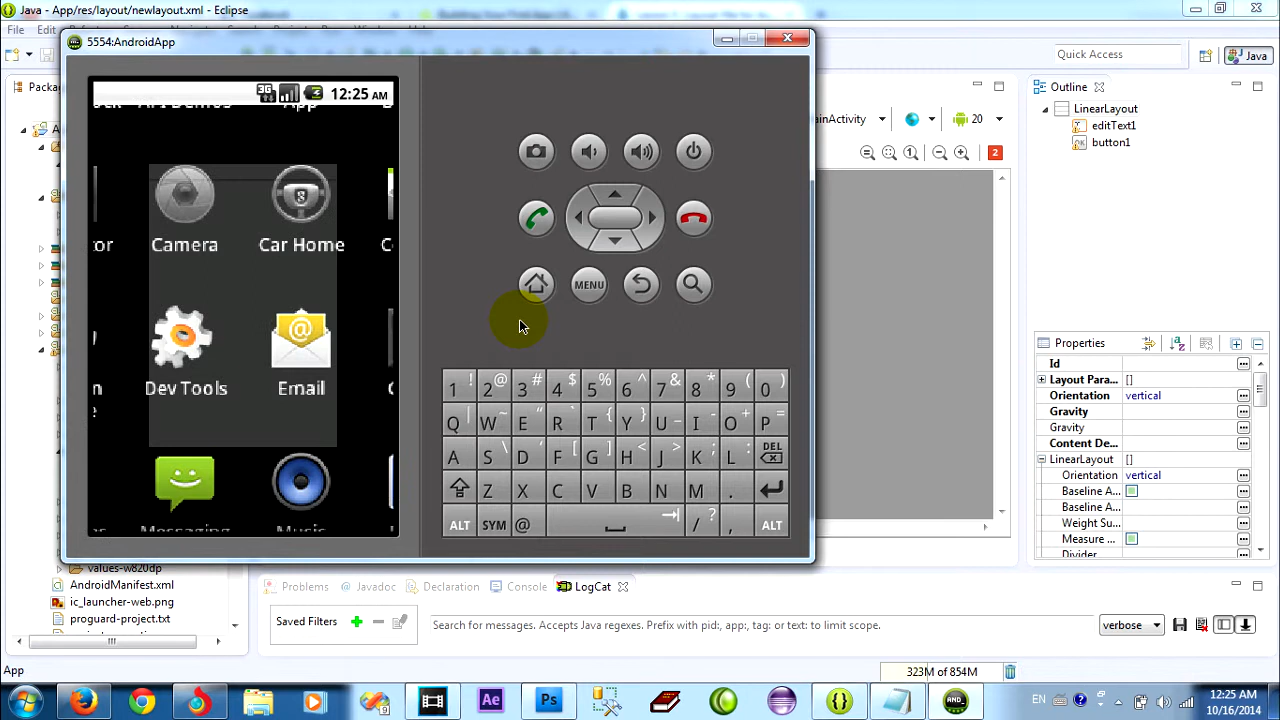 Java - App/res/layout/newlayout.xml - Eclipse
File
Quick Access
Java
5554:AndroidApp
12:25 AM
Camera
Car Home
Dev Tools
Email
Messaging
Music
MENU
1 ! 2 @ 3 # 4 $ 5 % 6 ^ 7 & 8 * 9 ( 0 )
Q | W ~ E “ R ` T { Y } U _ I - O + P =
A S \ D ' F [ G ] H < J > K ; L : DEL
Z X C V B N M .
ALT SYM @ / ? , ALT
20
2
Outline
LinearLayout
editText1
button1
Properties
Id
Layout Para... []
Orientation vertical
Gravity
Gravity
Content De...
LinearLayout []
Orientation vertical
Baseline A...
Baseline A...
Weight Su...
Measure ...
Divider
values-w820dp
AndroidManifest.xml
ic_launcher-web.png
proguard-project.txt
Problems
Javadoc
Declaration
Console
LogCat
Saved Filters
Search for messages. Accepts Java regexes. Prefix with pid:, app:, tag: or text: to limit scope.
verbose
App
323M of 854M
EN
12:25 AM
10/16/2014